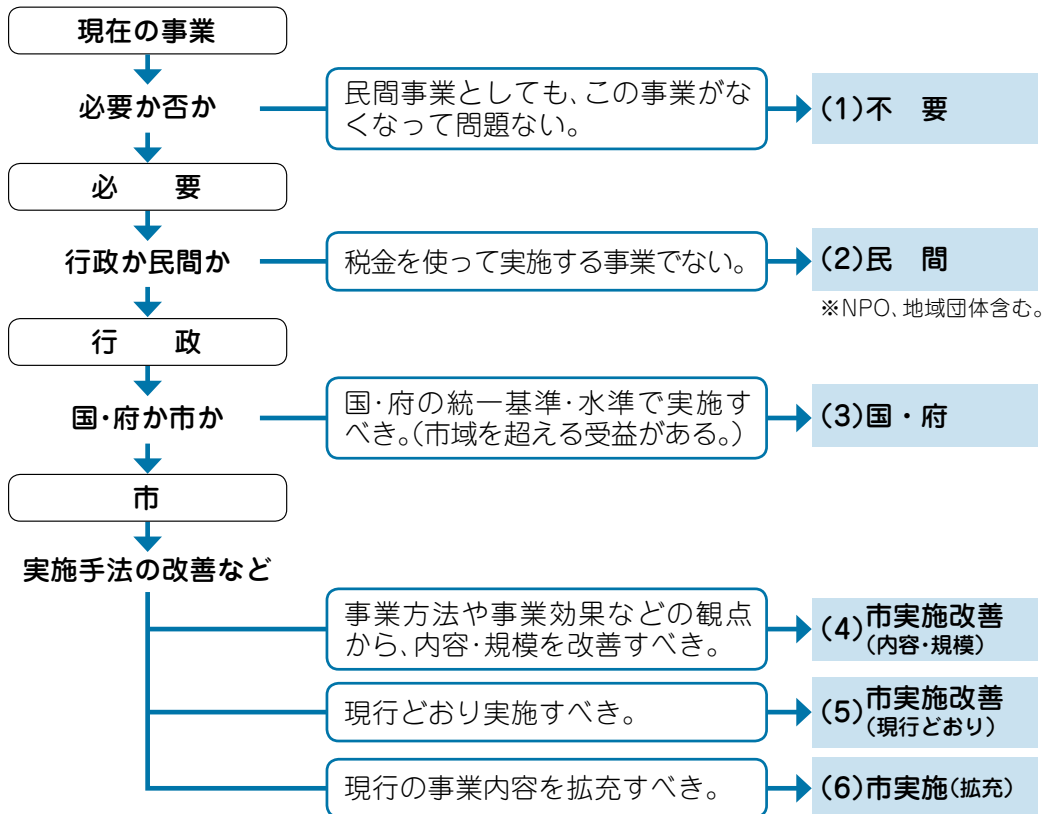 現在の事業
必要か否か
民間事業としても、この事業がな
くなって問題ない。
(1)不　要
必　　要
行政か民間か
税金を使って実施する事業でない。
(2)民　間
※NPO、地域団体含む。
行　　政
国・府か市か
国・府の統一基準・水準で実施す
べき。(市域を超える受益がある。)
(3)国・府
市
実施手法の改善など
事業方法や事業効果などの観点
から、内容・規模を改善すべき。
(4)市実施改善
(内容・規模)
現行どおり実施すべき。
(5)市実施改善
(現行どおり)
現行の事業内容を拡充すべき。
(6)市実施(拡充)